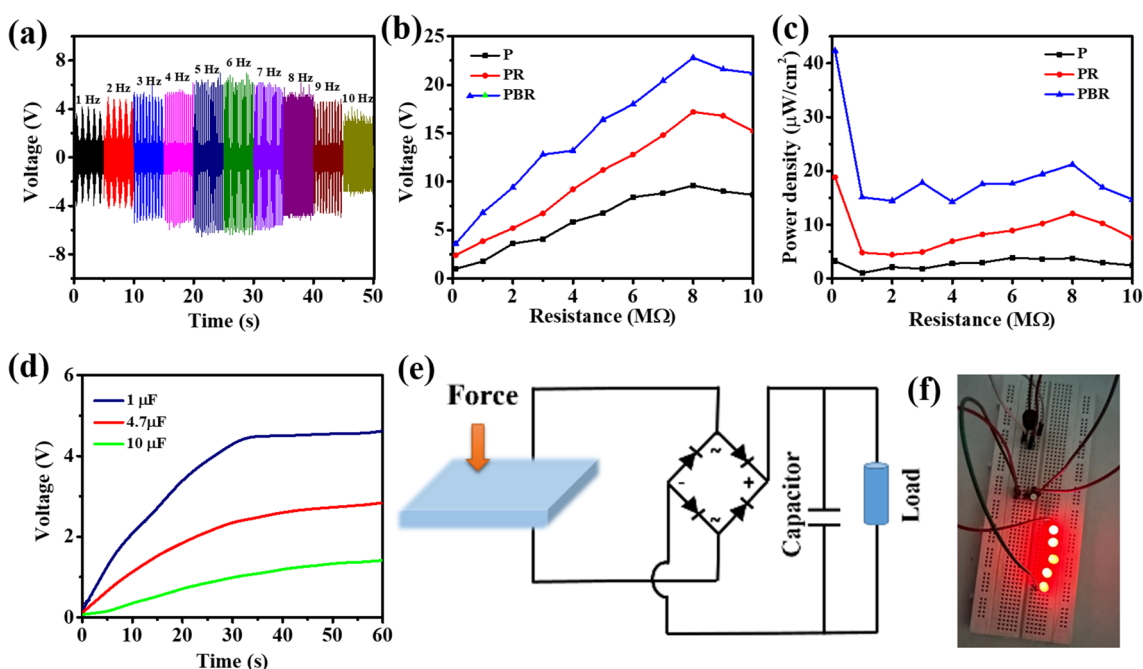 (a)
8
4
0
-4
-8
Voltage (V)
1 Hz
2 Hz
3 Hz
4 Hz
5 Hz
6 Hz
7 Hz
8 Hz
9 Hz
10 Hz
0 10 20 30 40 50
Time (s)
(b)
25
20
15
10
5
0
Voltage (V)
P
PR
PBR
0 2 4 6 8 10
Resistance (MΩ)
(c)
40
30
20
10
0
Power density (μW/cm²)
P
PR
PBR
0 2 4 6 8 10
Resistance (MΩ)
(d)
6
4
2
0
Voltage (V)
1 μF
4.7μF
10 μF
0 10 20 30 40 50 60
Time (s)
(e)
Force
~
- +
~
Capacitor
Load
(f)